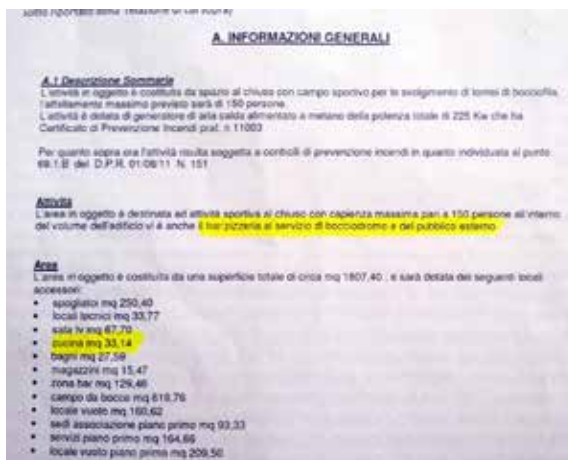 sotto riportato della relazione di cui sopra)
A. INFORMAZIONI GENERALI
A.1 Descrizione Sommaria
L'attività in oggetto è costituita da spazio al chiuso con campo sportivo per lo svolgimento di tornei di bocciofila,
l'affollamento massimo previsto sarà di 150 persone.
L'attività è dotata di generatore di aria calda alimentato a metano della potenza totale di 225 Kw che ha
Certificato di Prevenzione Incendi prat. n 11003
Per quanto sopra ora l'attività risulta soggetta a controlli di prevenzione incendi in quanto individuata al punto
del D.P.R. 01/08/11 N. 151
Attività
L'area in oggetto è destinata ad attività sportiva al chiuso con capienza massima pari a 150 persone all'interno
del volume dell'edificio vi è anche il bar pizzeria al servizio di bocciodromo e del pubblico esterno
Area
L'area in oggetto è costituita da una superficie totale di circa mq 1807,40 , e sarà dotata dei seguenti locali
accessori:
• spogliatoi mq 250,40
• locali tecnici mq 33,77
• sala tv mq 67,70
• cucina mq 33,14
• bagni mq 27,59
• magazzini mq 15,47
• zona bar mq 129,46
• campo da bocce mq 619,76
• locale vuoto mq 160,62
• sedi associazione piano primo mq 93,33
• servizi piano primo mq 164,66
• locale vuoto piano primo mq 209,50